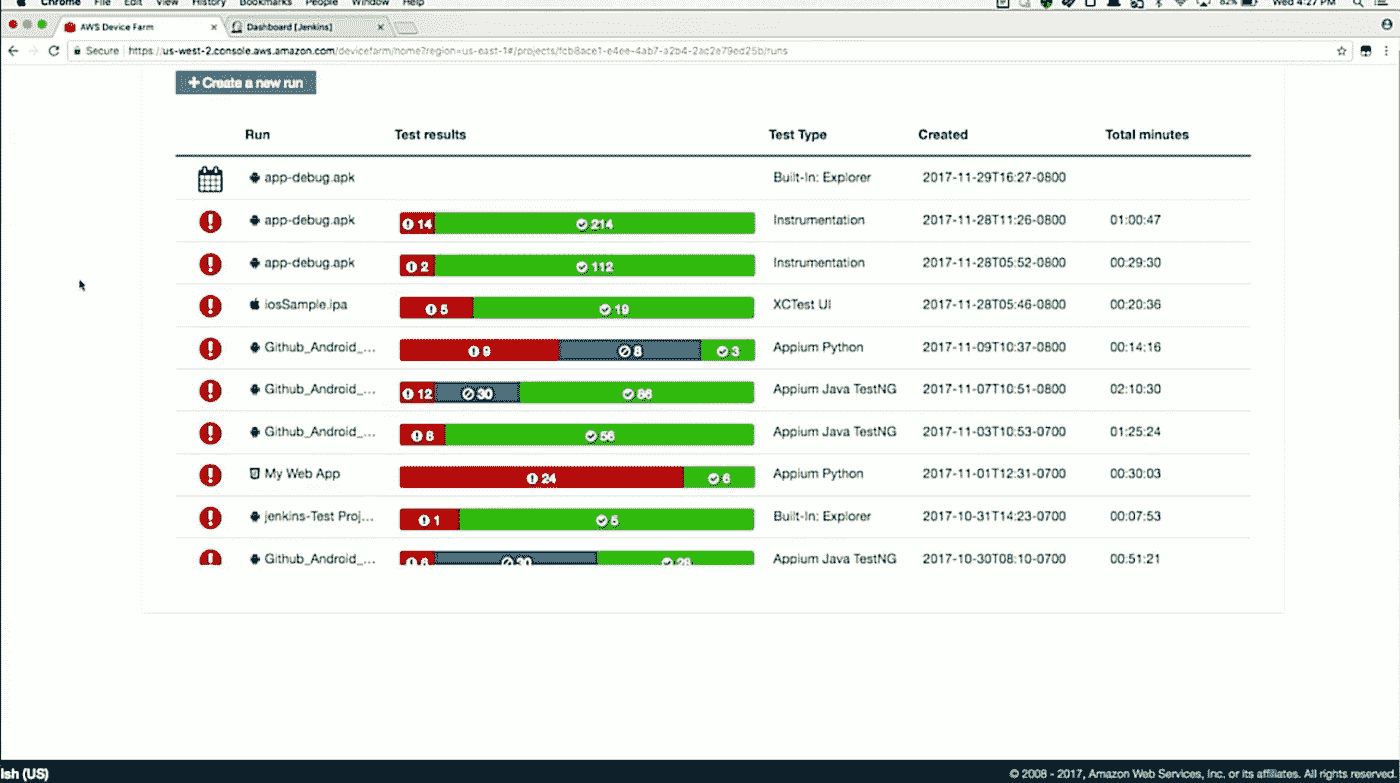 Chrome File Edit View History Bookmarks People Window Help 82% Wed 4:27 PM
AWS Device Farm Dashboard [Jenkins]
Secure https://us-west-2.console.aws.amazon.com/devicefarm/home?region=us-east-1#/projects/fcb8ace1-e4ee-4ab7-a2b4-2ac2e79ed25b/runs
+ Create a new run
Run Test results Test Type Created Total minutes
app-debug.apk Built-In: Explorer 2017-11-29T16:27-0800
app-debug.apk 14 214 Instrumentation 2017-11-28T11:26-0800 01:00:47
app-debug.apk 2 112 Instrumentation 2017-11-28T05:52-0800 00:29:30
iosSample.ipa 5 19 XCTest UI 2017-11-28T05:46-0800 00:20:36
Github_Android_... 9 8 3 Appium Python 2017-11-09T10:37-0800 00:14:16
Github_Android_... 12 30 Appium Java TestNG 2017-11-07T10:51-0800 02:10:30
Github_Android_... 6 56 Appium Java TestNG 2017-11-03T10:53-0700 01:25:24
My Web App 24 6 Appium Python 2017-11-01T12:31-0700 00:30:03
jenkins-Test Proj... 1 5 Built-In: Explorer 2017-10-31T14:23-0700 00:07:53
Github_Android_... 30 Appium Java TestNG 2017-10-30T08:10-0700 00:51:21
ish (US) © 2008 - 2017, Amazon Web Services, Inc. or its affiliates. All rights reserved.